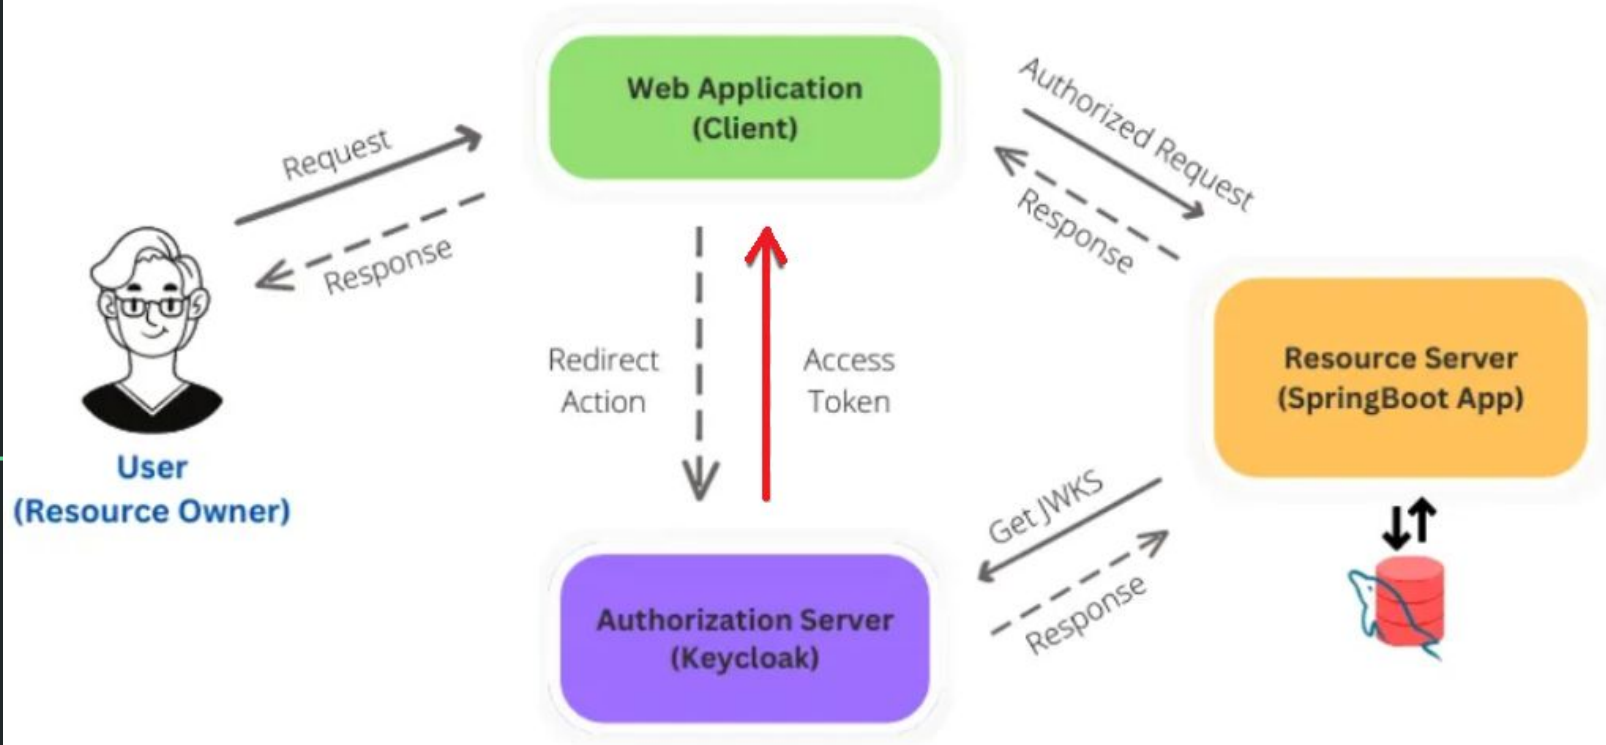 Web Application
(Client)
Request
Response
Authorized Request
Response
Redirect
Action
Access
Token
Resource Server
(SpringBoot App)
User
(Resource Owner)
Get JWKS
Response
Authorization Server
(Keycloak)